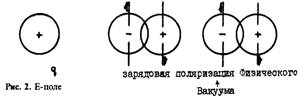 +
q
Рис. 2. E-поле
- + - +
зарядовая поляризация Физического
Вакуума